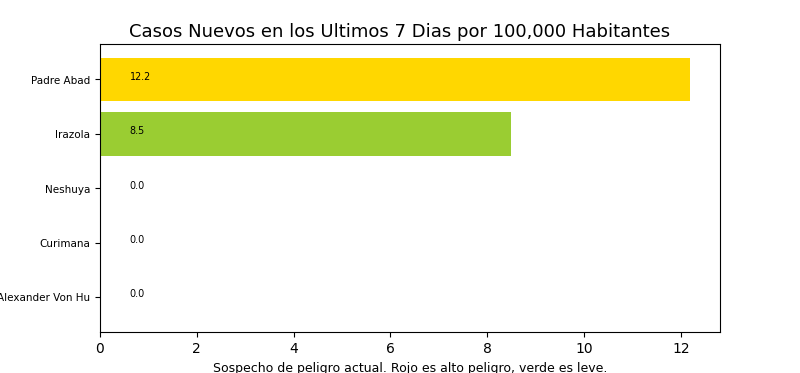 Casos Nuevos en los Ultimos 7 Dias por 100,000 Habitantes
Padre Abad 12.2
Irazola 8.5
Neshuya 0.0
Curimana 0.0
Alexander Von Hu 0.0
0 2 4 6 8 10 12
Sospecho de peligro actual. Rojo es alto peligro, verde es leve.